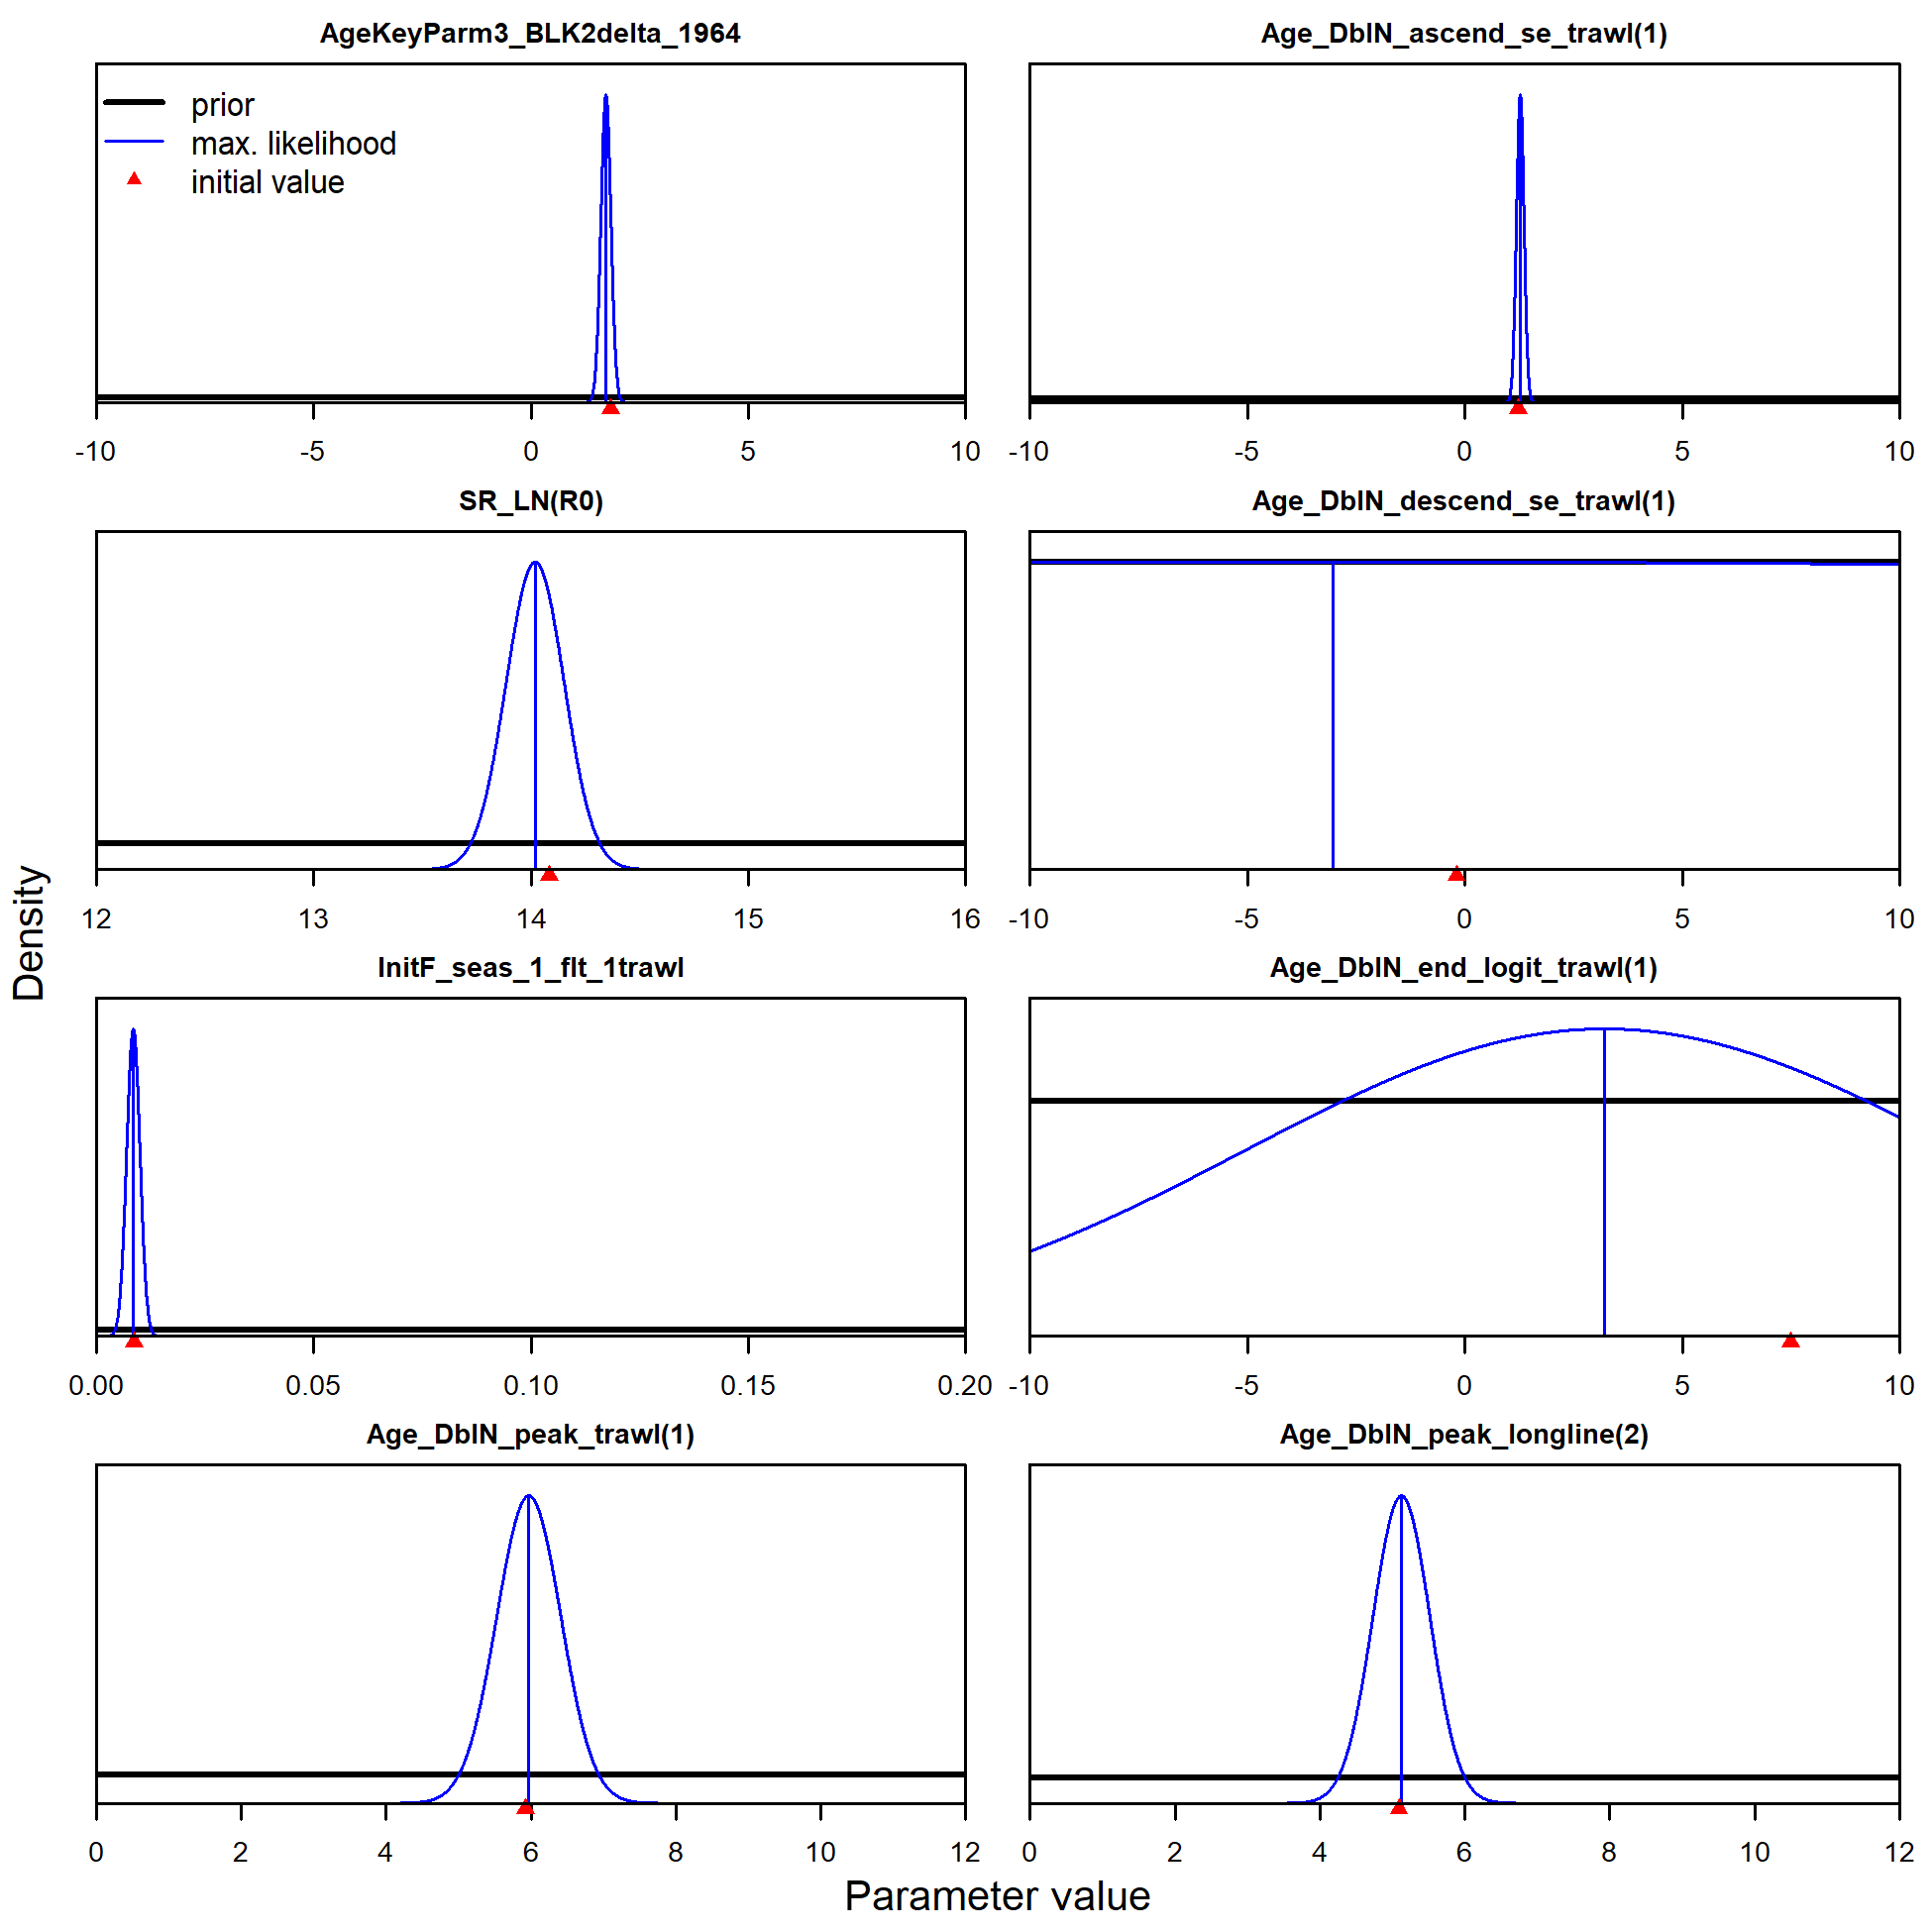 AgeKeyParm3_BLK2delta_1964
prior
max. likelihood
initial value
-10 -5 0 5 10
Age_DblN_ascend_se_trawl(1)
-10 -5 0 5 10
SR_LN(R0)
12 13 14 15 16
Age_DblN_descend_se_trawl(1)
-10 -5 0 5 10
InitF_seas_1_flt_1trawl
0.00 0.05 0.10 0.15 0.20
Age_DblN_end_logit_trawl(1)
-10 -5 0 5 10
Age_DblN_peak_trawl(1)
0 2 4 6 8 10 12
Age_DblN_peak_longline(2)
0 2 4 6 8 10 12
Density
Parameter value